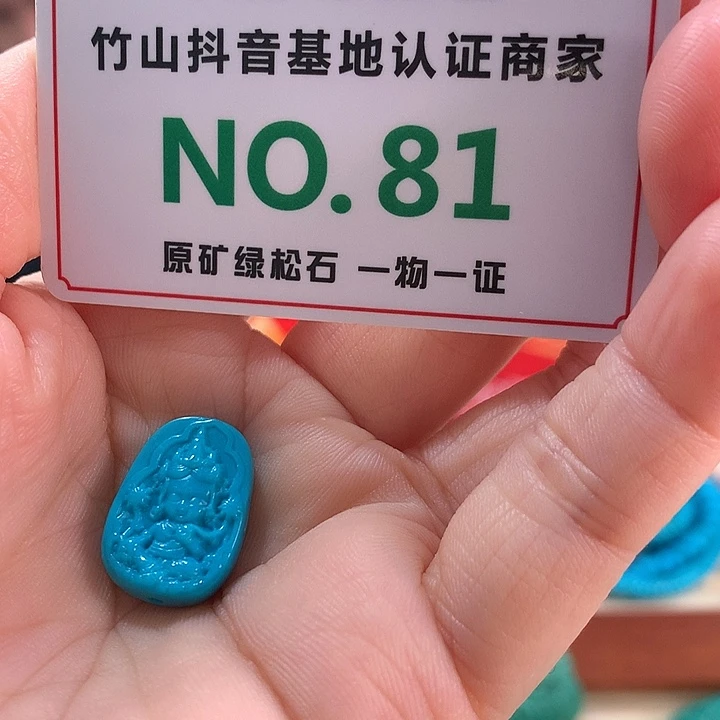 竹山抖音基地认证商家
NO.81
原矿绿松石 一物一证